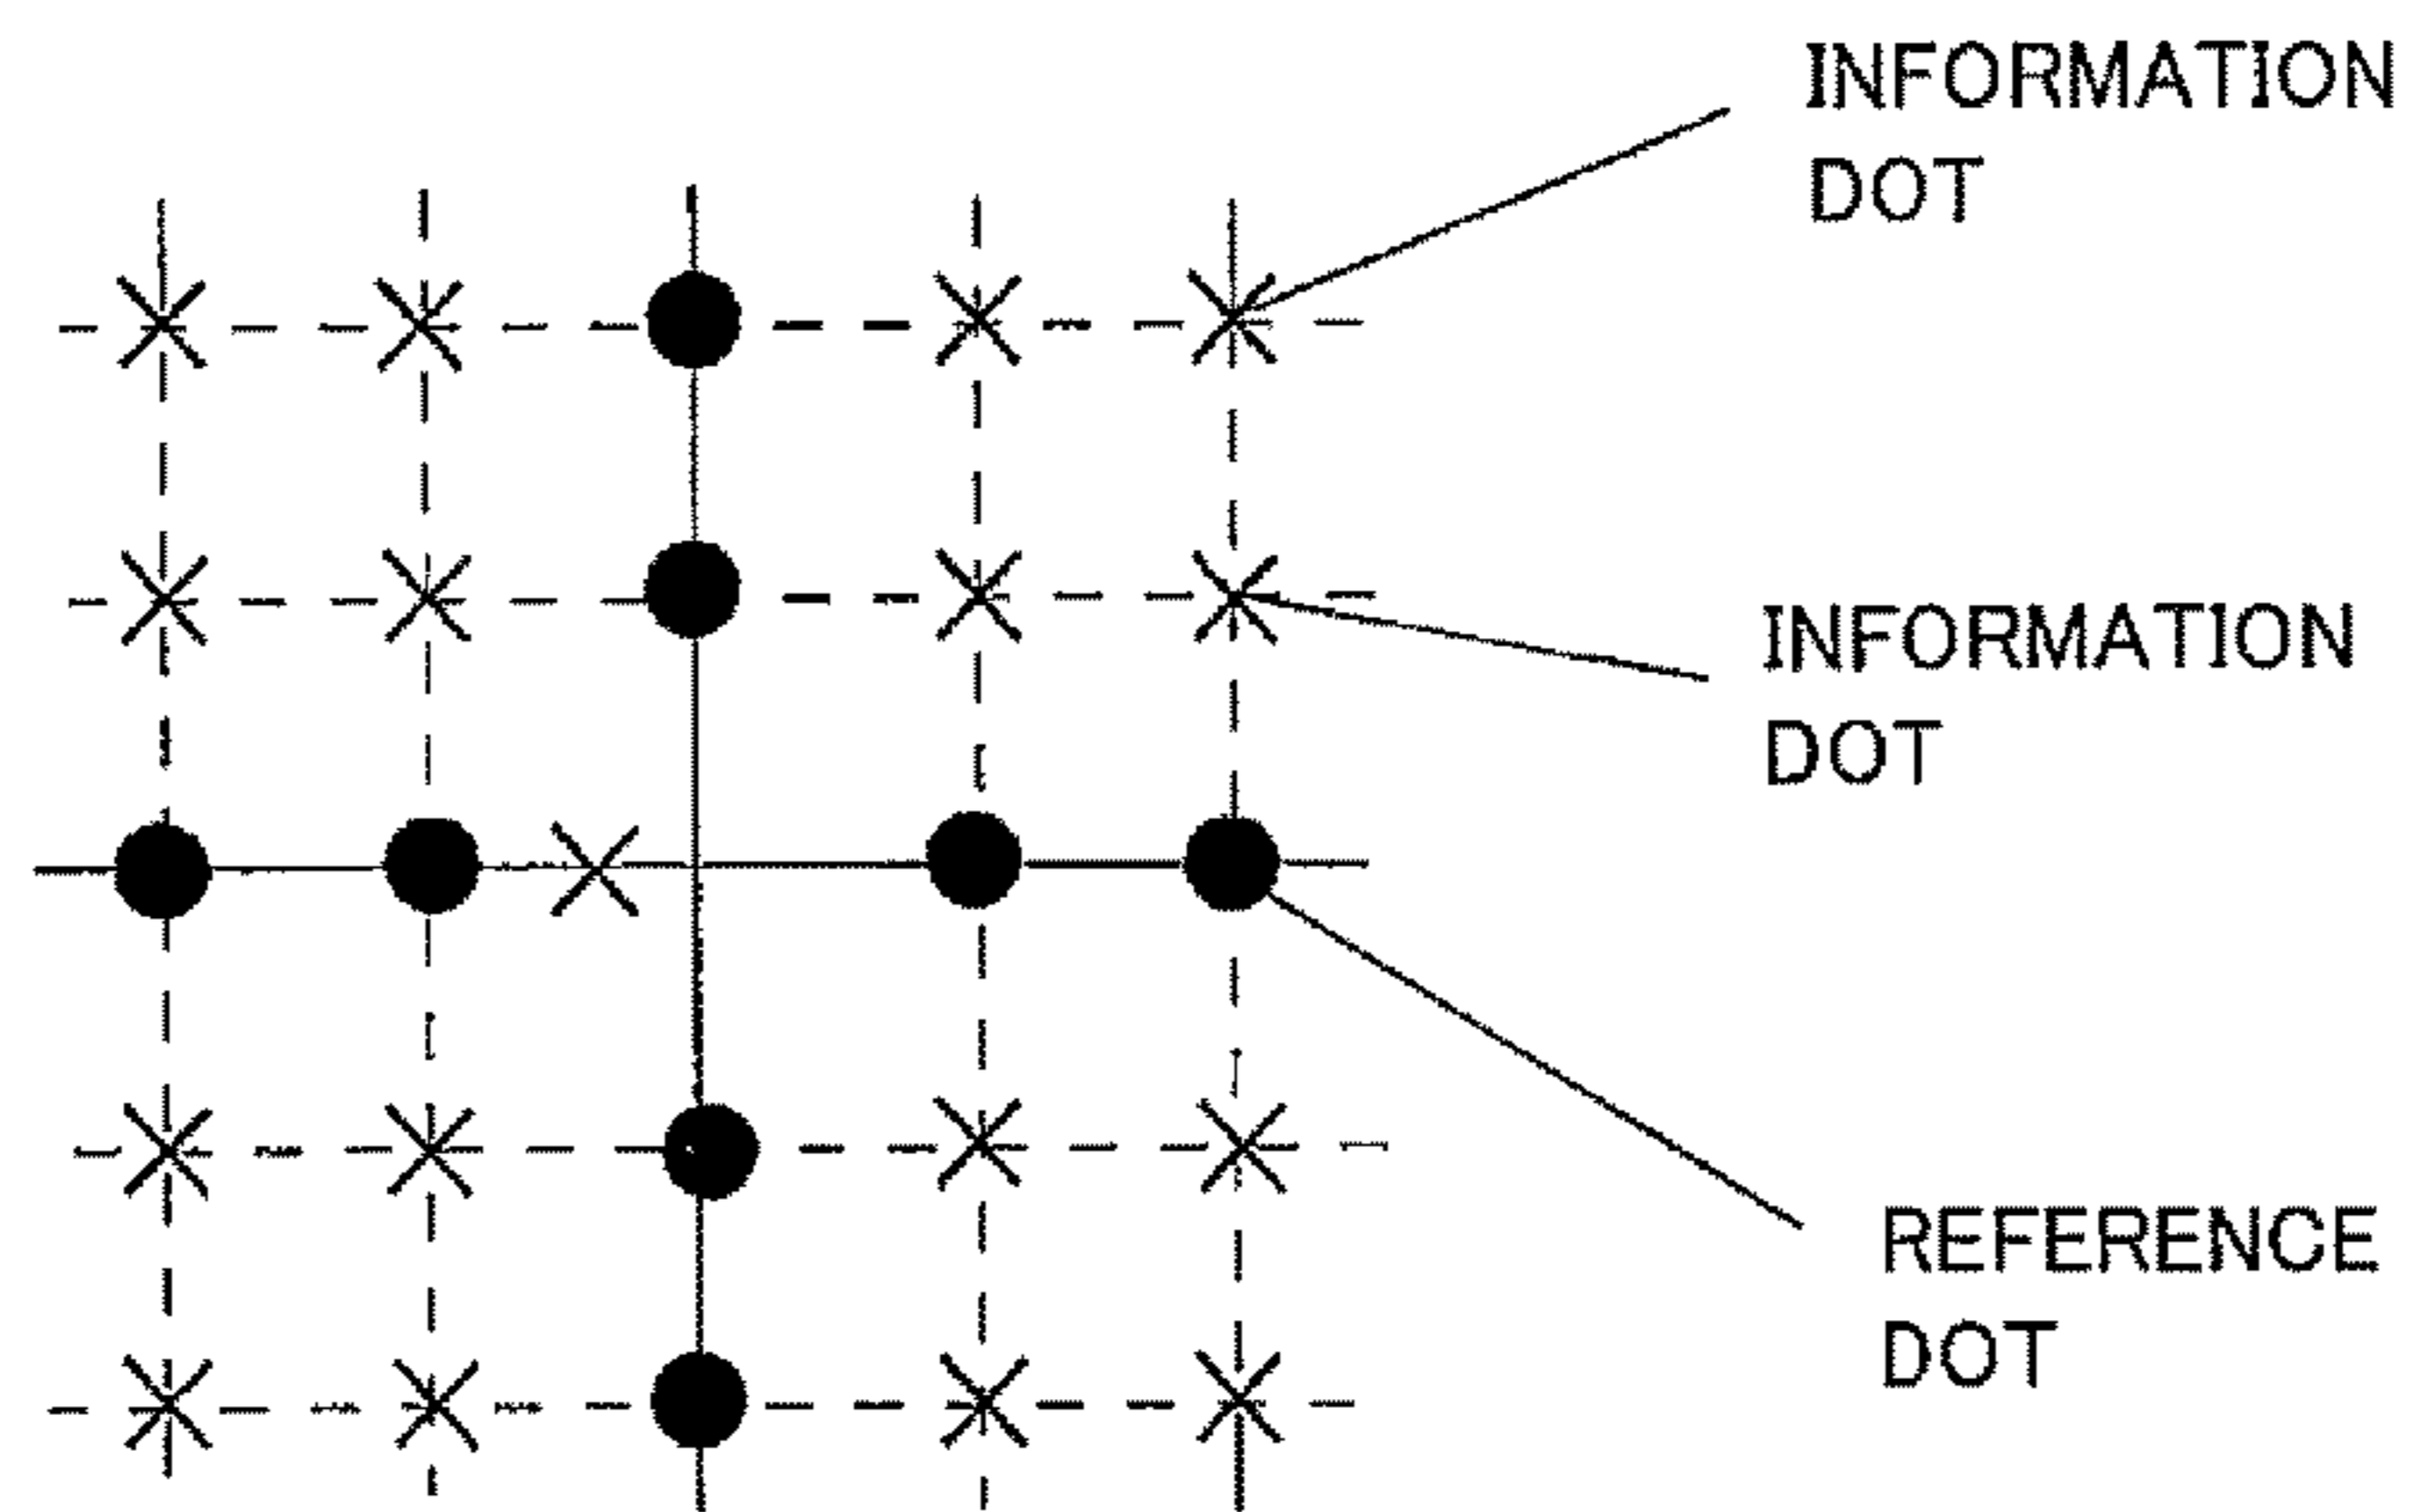 INFORMATION
DOT
INFORMATION
DOT
REFERENCE
DOT